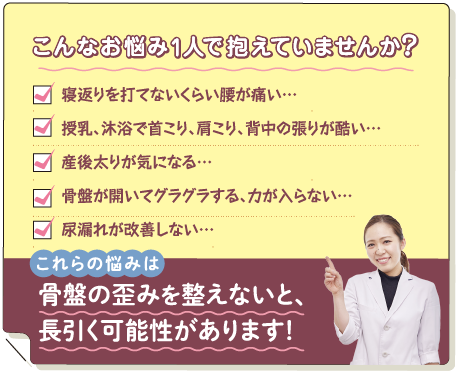 こんなお悩み1人で抱えていませんか?
寝返りを打てないくらい腰が痛い…
授乳、沐浴で首こり、肩こり、背中の張りが酷い…
産後太りが気になる…
骨盤が開いてグラグラする、力が入らない…
尿漏れが改善しない…
これらの悩みは
骨盤の歪みを整えないと、
長引く可能性があります!